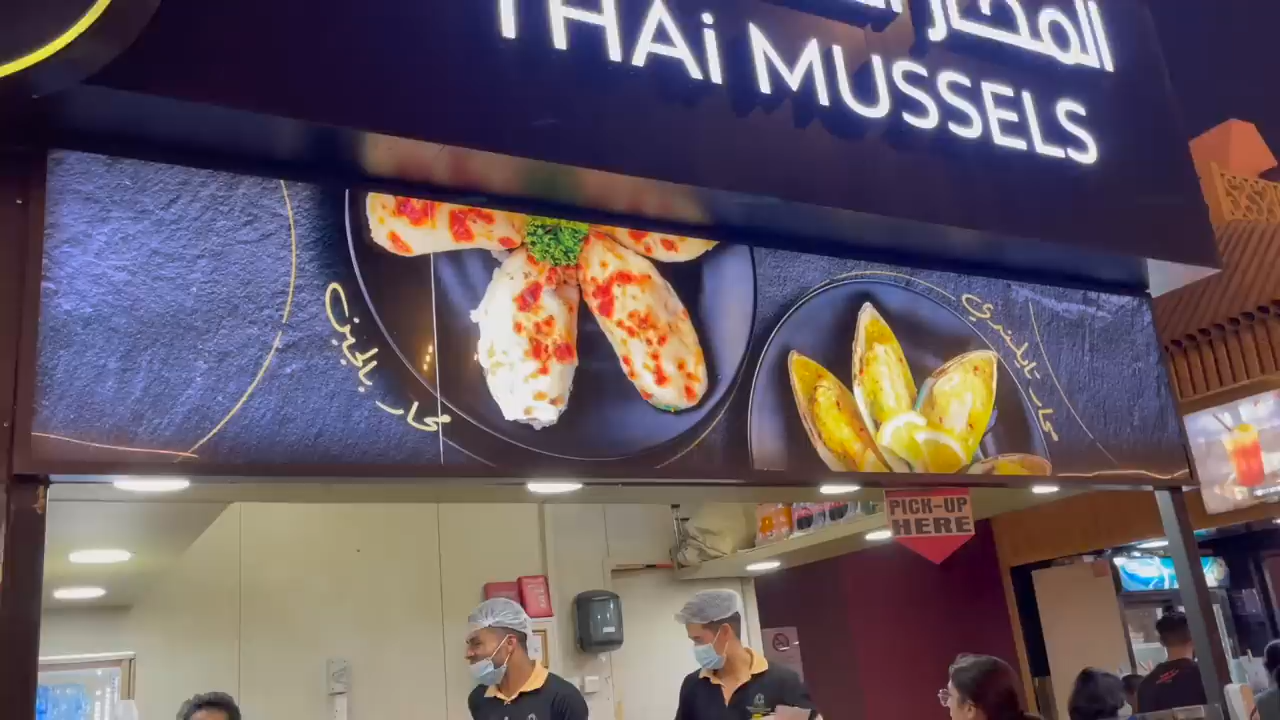 المحار
THAi MUSSELS
محار بالجبن
محار تايلندي
PICK-UP
HERE